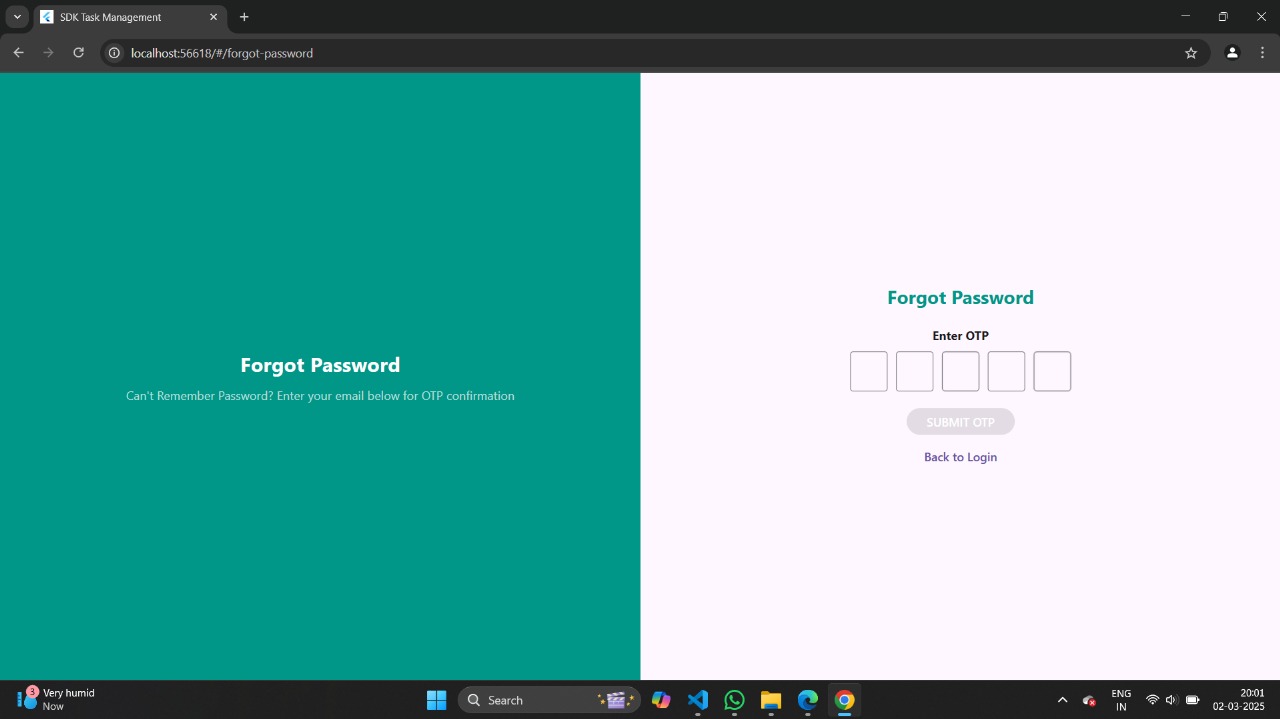 SDK Task Management
localhost:56618/#/forgot-password
Forgot Password
Can't Remember Password? Enter your email below for OTP confirmation
Forgot Password
Enter OTP
SUBMIT OTP
Back to Login
3
Very humid
Now
Search
ENG
IN
20:01
02-03-2025